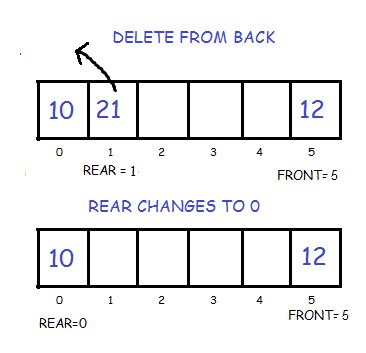 DELETE FROM BACK
10 21 12
0 1 2 3 4 5
REAR = 1
FRONT= 5
REAR CHANGES TO 0
10 12
0 1 2 3 4 5
REAR=0
FRONT= 5